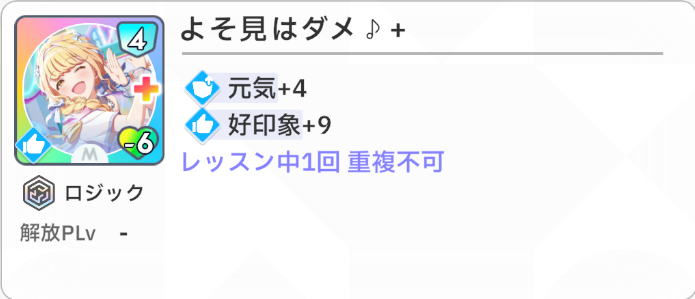 よそ見はダメ♪+
4
元気+4
好印象+9
-6
M
レッスン中1回 重複不可
ロジック
解放PLv -